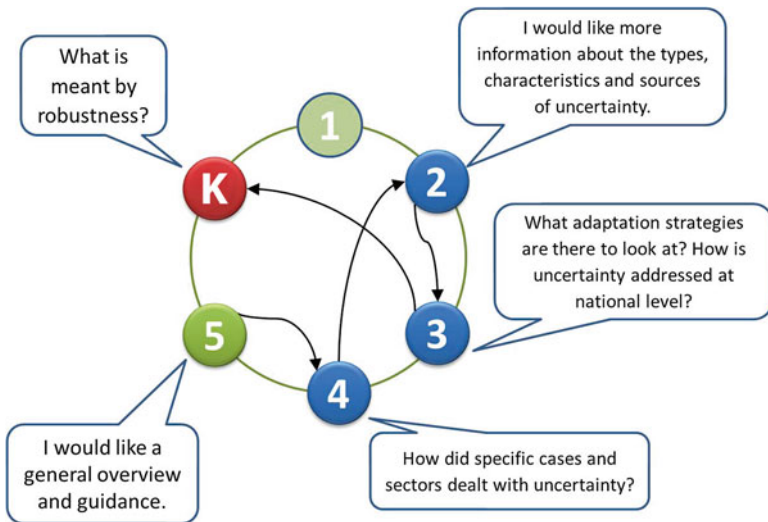 What is
meant by
robustness?
I would like more
information about the types,
characteristics and sources
of uncertainty.
1
K
2
What adaptation strategies
are there to look at? How is
uncertainty addressed at
national level?
5
3
4
I would like a
general overview
and guidance.
How did specific cases and
sectors dealt with uncertainty?